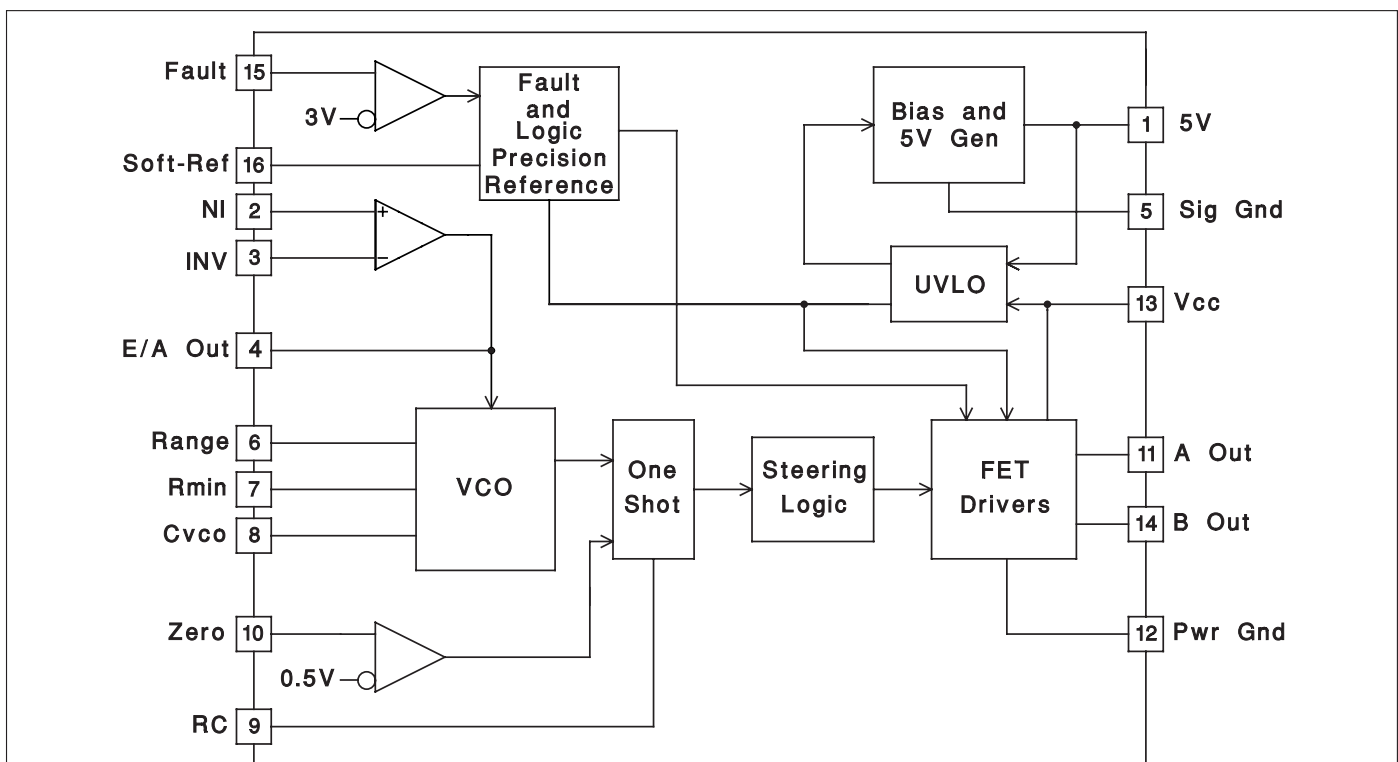 Fault 15
3V
Soft-Ref 16
NI 2
+
INV 3
−
E/A Out 4
Range 6
Rmin 7
Cvco 8
Zero 10
0.5V
RC 9
Fault
and
Logic
Precision
Reference
Bias and
5V Gen
UVLO
VCO
One
Shot
Steering
Logic
FET
Drivers
1 5V
5 Sig Gnd
13 Vcc
11 A Out
14 B Out
12 Pwr Gnd